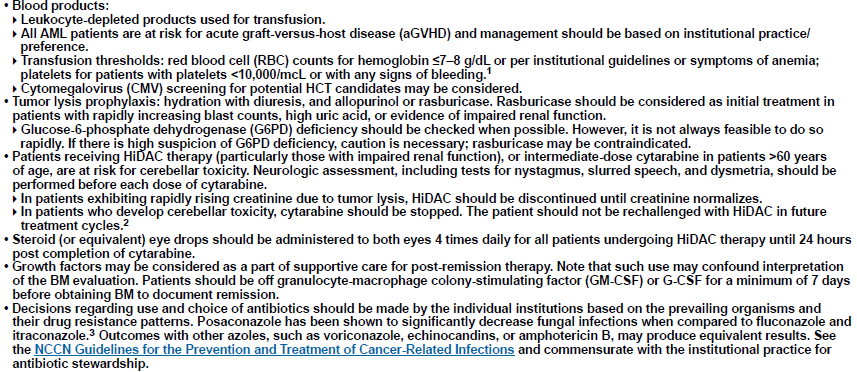 • Blood products:
▸ Leukocyte-depleted products used for transfusion.
▸ All AML patients are at risk for acute graft-versus-host disease (aGVHD) and management should be based on institutional practice/
preference.
▸ Transfusion thresholds: red blood cell (RBC) counts for hemoglobin ≤7–8 g/dL or per institutional guidelines or symptoms of anemia;
platelets for patients with platelets <10,000/mcL or with any signs of bleeding.1
▸ Cytomegalovirus (CMV) screening for potential HCT candidates may be considered.
• Tumor lysis prophylaxis: hydration with diuresis, and allopurinol or rasburicase. Rasburicase should be considered as initial treatment in
patients with rapidly increasing blast counts, high uric acid, or evidence of impaired renal function.
▸ Glucose-6-phosphate dehydrogenase (G6PD) deficiency should be checked when possible. However, it is not always feasible to do so
rapidly. If there is high suspicion of G6PD deficiency, caution is necessary; rasburicase may be contraindicated.
• Patients receiving HiDAC therapy (particularly those with impaired renal function), or intermediate-dose cytarabine in patients >60 years
of age, are at risk for cerebellar toxicity. Neurologic assessment, including tests for nystagmus, slurred speech, and dysmetria, should be
performed before each dose of cytarabine.
▸ In patients exhibiting rapidly rising creatinine due to tumor lysis, HiDAC should be discontinued until creatinine normalizes.
▸ In patients who develop cerebellar toxicity, cytarabine should be stopped. The patient should not be rechallenged with HiDAC in future
treatment cycles.2
• Steroid (or equivalent) eye drops should be administered to both eyes 4 times daily for all patients undergoing HiDAC therapy until 24 hours
post completion of cytarabine.
• Growth factors may be considered as a part of supportive care for post-remission therapy. Note that such use may confound interpretation
of the BM evaluation. Patients should be off granulocyte-macrophage colony-stimulating factor (GM-CSF) or G-CSF for a minimum of 7 days
before obtaining BM to document remission.
• Decisions regarding use and choice of antibiotics should be made by the individual institutions based on the prevailing organisms and
their drug resistance patterns. Posaconazole has been shown to significantly decrease fungal infections when compared to fluconazole and
itraconazole.3 Outcomes with other azoles, such as voriconazole, echinocandins, or amphotericin B, may produce equivalent results. See
the NCCN Guidelines for the Prevention and Treatment of Cancer-Related Infections and commensurate with the institutional practice for
antibiotic stewardship.